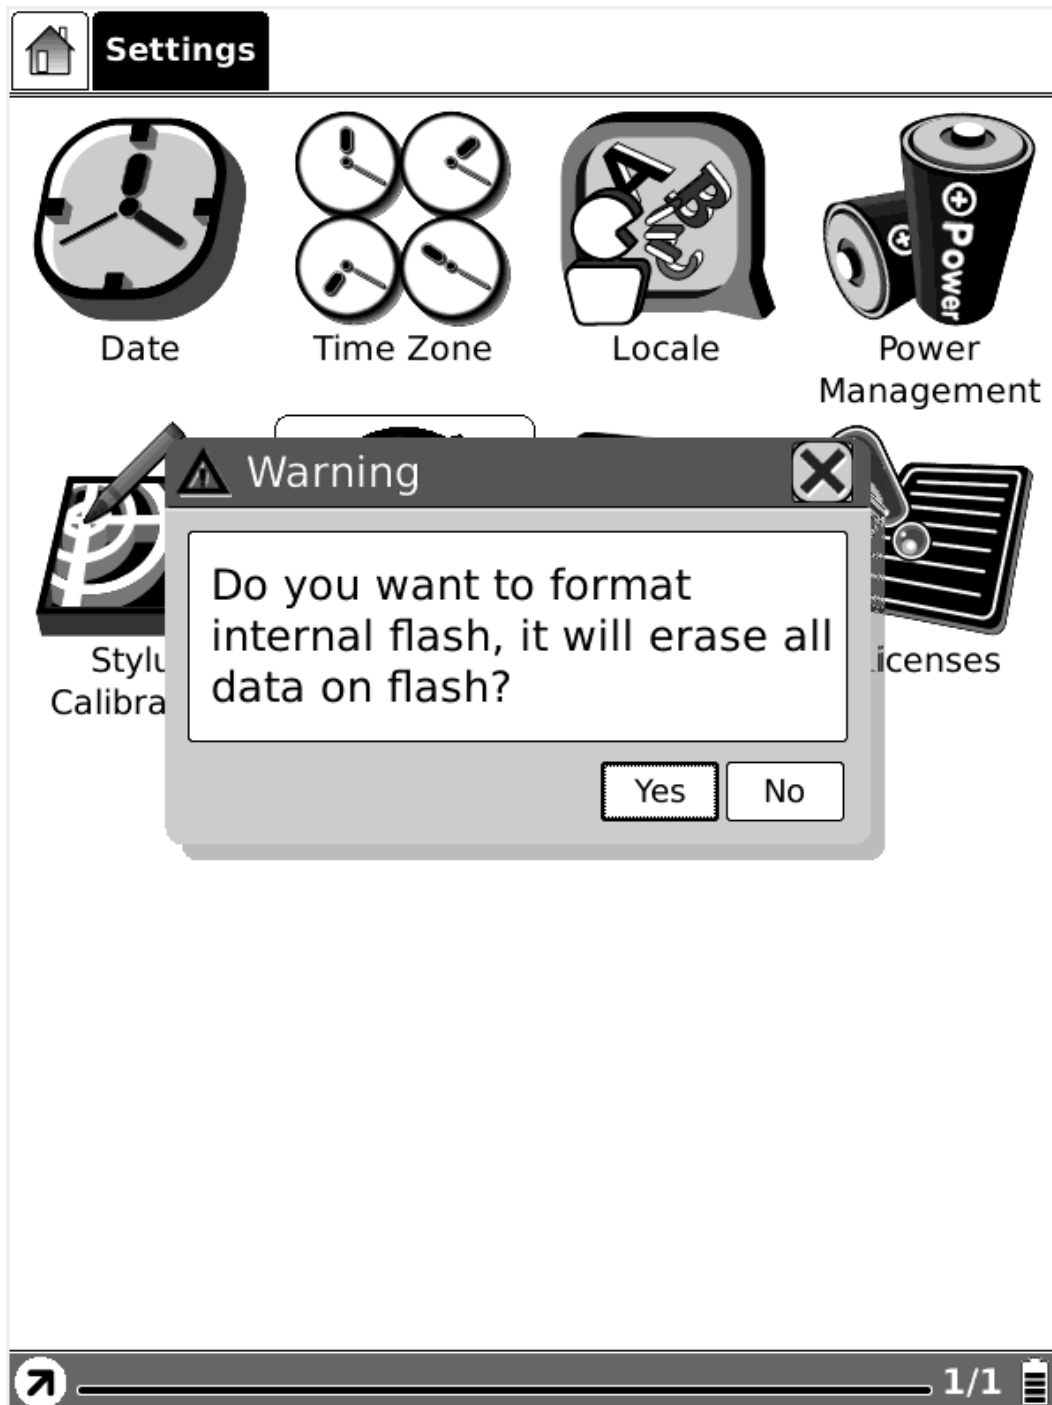 Settings
Date
Time Zone
Locale
Power
Management
Power
Warning
Do you want to format
internal flash, it will erase all
data on flash?
Yes
No
1/1